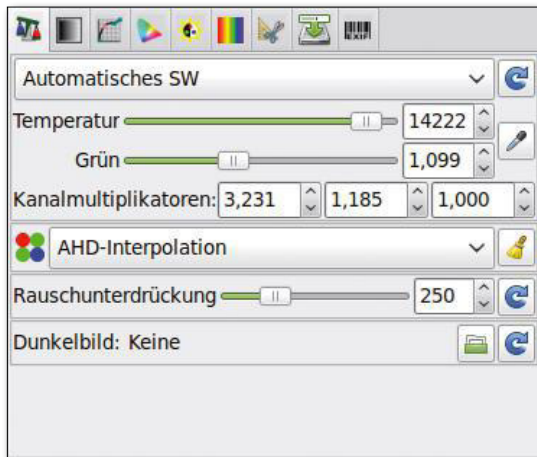 EXIF
Automatisches SW
Temperatur 14222
Grün 1,099
Kanalmultiplikatoren: 3,231 1,185 1,000
AHD-Interpolation
Rauschunterdrückung 250
Dunkelbild: Keine